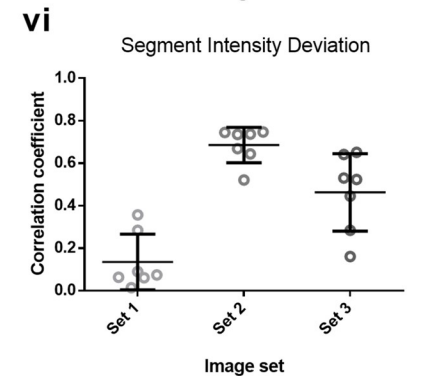 vi
Segment Intensity Deviation
Correlation coefficient
1.0
0.8
0.6
0.4
0.2
0.0
Set 1
Set 2
Set 3
Image set